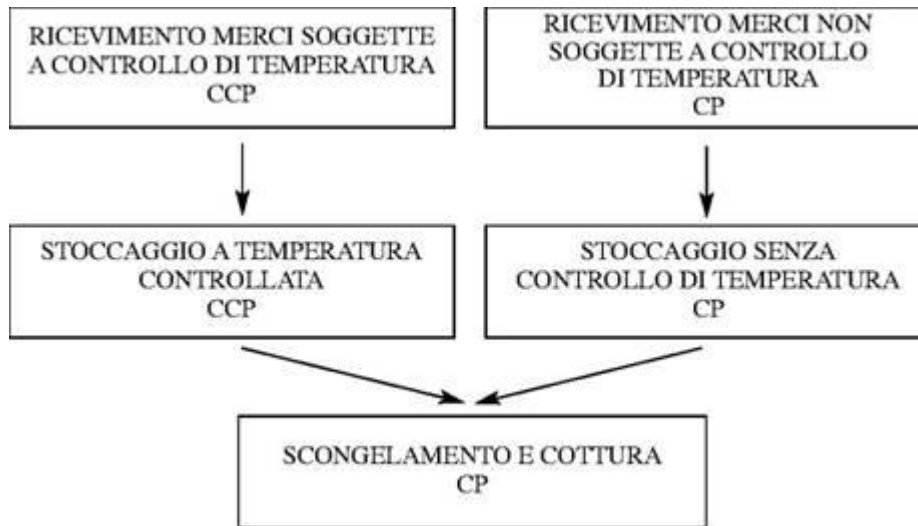 RICEVIMENTO MERCI SOGGETTE
A CONTROLLO DI TEMPERATURA
CCP
RICEVIMENTO MERCI NON
SOGGETTE A CONTROLLO
DI TEMPERATURA
CP
STOCCAGGIO A TEMPERATURA
CONTROLLATA
CCP
STOCCAGGIO SENZA
CONTROLLO DI TEMPERATURA
CP
SCONGELAMENTO E COTTURA
CP